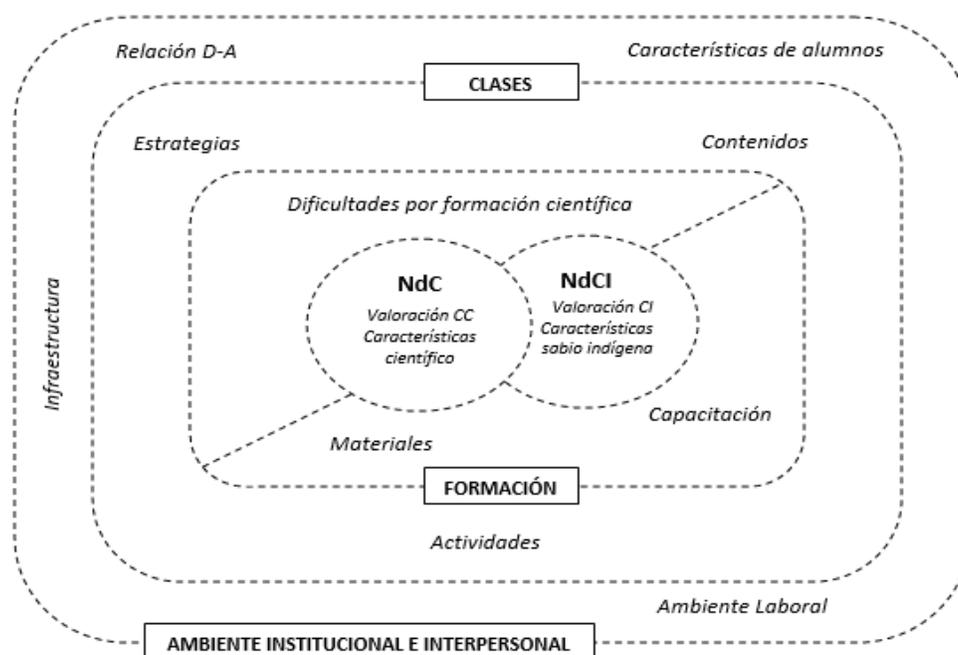 Relación D-A
Características de alumnos
CLASES
Estrategias
Contenidos
Dificultades por formación científica
NdC
Valoración CC
Características
científico
NdCI
Valoración CI
Características
sabio indígena
Infraestructura
Capacitación
Materiales
FORMACIÓN
Actividades
Ambiente Laboral
AMBIENTE INSTITUCIONAL E INTERPERSONAL